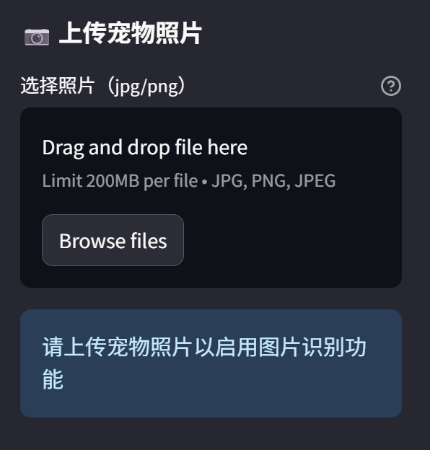 📷 上传宠物照片
选择照片（jpg/png）
Drag and drop file here
Limit 200MB per file • JPG, PNG, JPEG
Browse files
请上传宠物照片以启用图片识别功
能